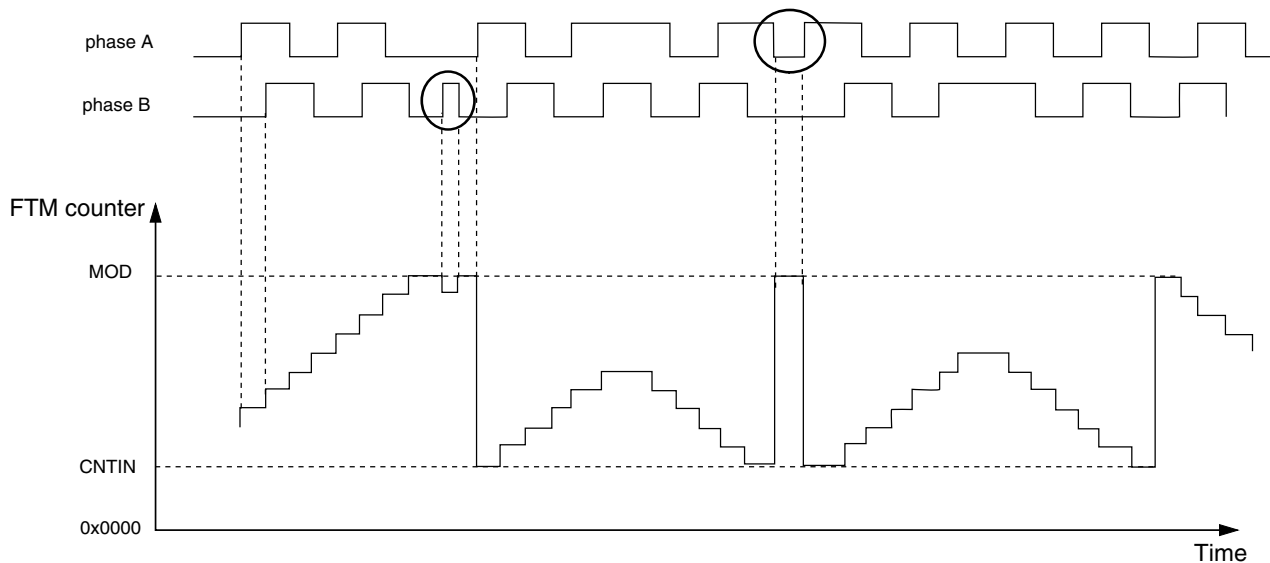 phase A
phase B
FTM counter
MOD
CNTIN
0x0000
Time